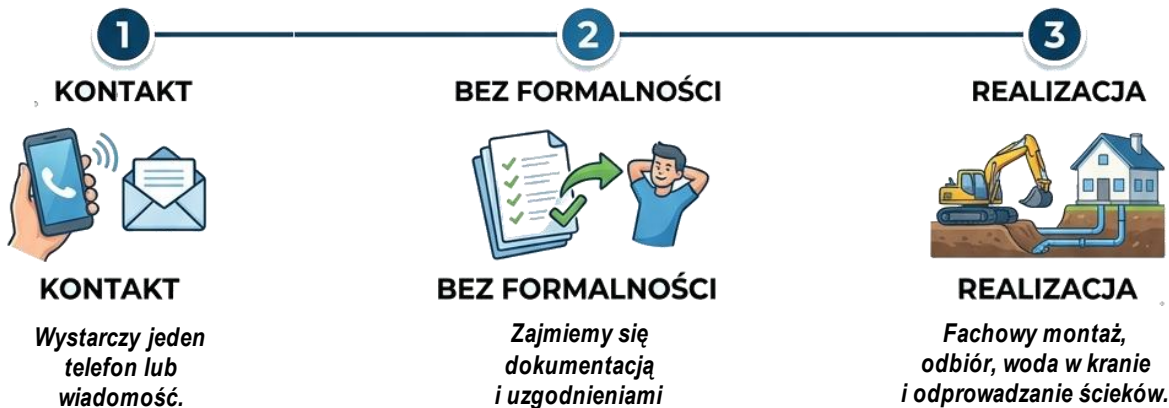 1
2
3
KONTAKT
BEZ FORMALNOŚCI
REALIZACJA
KONTAKT
BEZ FORMALNOŚCI
REALIZACJA
Wystarczy jeden
telefon lub
wiadomość.
Zajmiemy się
dokumentacją
i uzgodnieniami
Fachowy montaż,
odbiór, woda w kranie
i odprowadzanie ścieków.